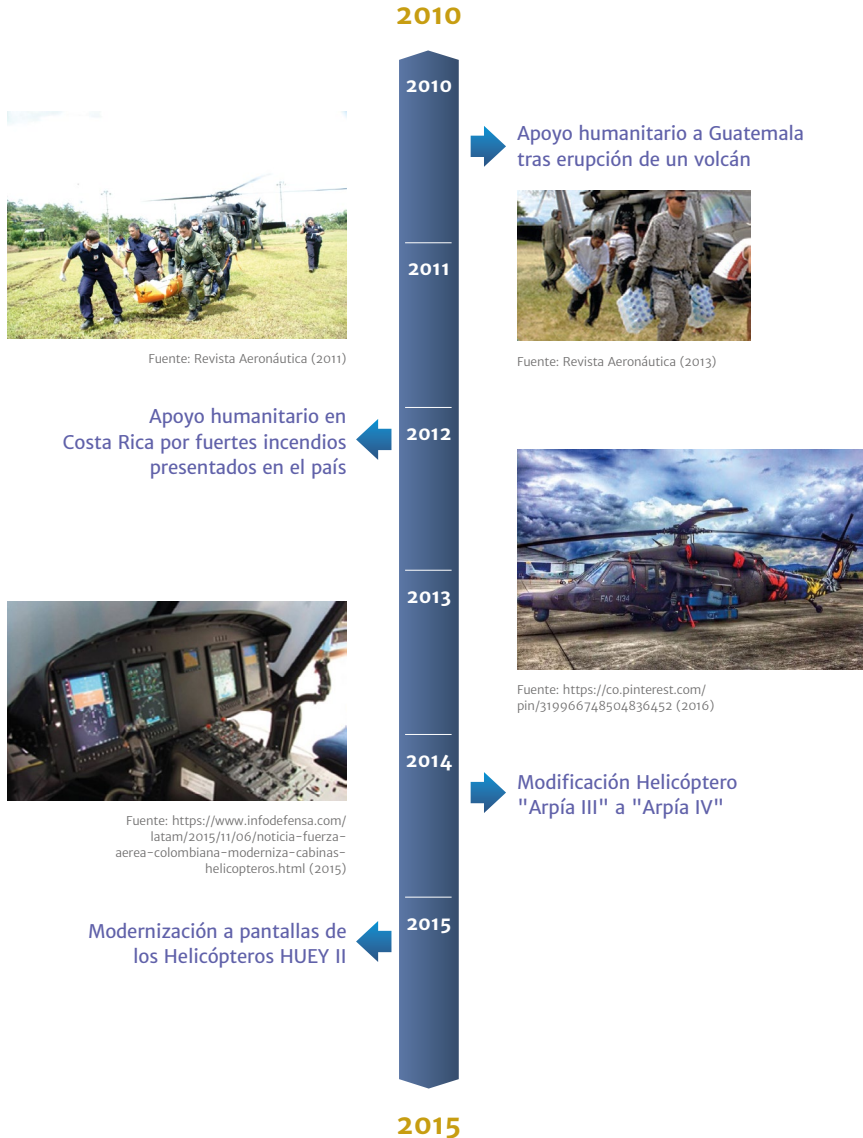 2010
2010
Apoyo humanitario a Guatemala
tras erupción de un volcán
2011
Fuente: Revista Aeronáutica (2011)
Fuente: Revista Aeronáutica (2013)
Apoyo humanitario en
Costa Rica por fuertes incendios
presentados en el país
2012
FAC 4134
2013
Fuente: https://co.pinterest.com/
pin/319966748504836452 (2016)
2014
Modificación Helicóptero
"Arpía III" a "Arpía IV"
Fuente: https://www.infodefensa.com/
latam/2015/11/06/noticia-fuerza-
aerea-colombiana-moderniza-cabinas-
helicopteros.html (2015)
2015
Modernización a pantallas de
los Helicópteros HUEY II
2015